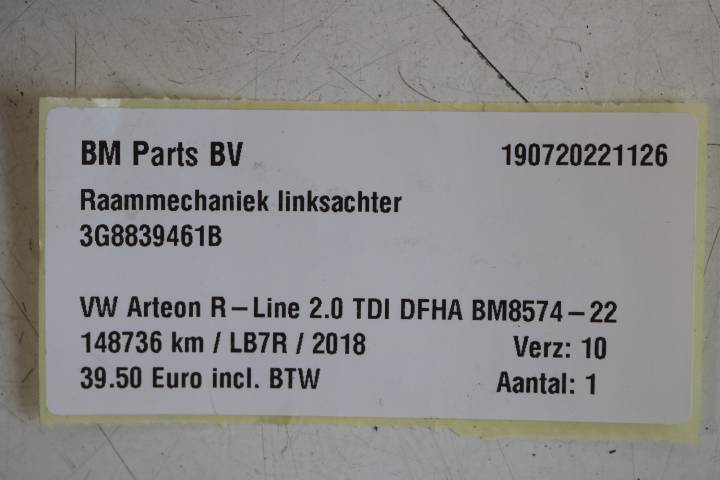 BM Parts BV 190720221126
Raammechaniek linksachter
3G8839461B
VW Arteon R-Line 2.0 TDI DFHA BM8574-22
148736 km / LB7R / 2018 Verz: 10
39.50 Euro incl. BTW Aantal: 1